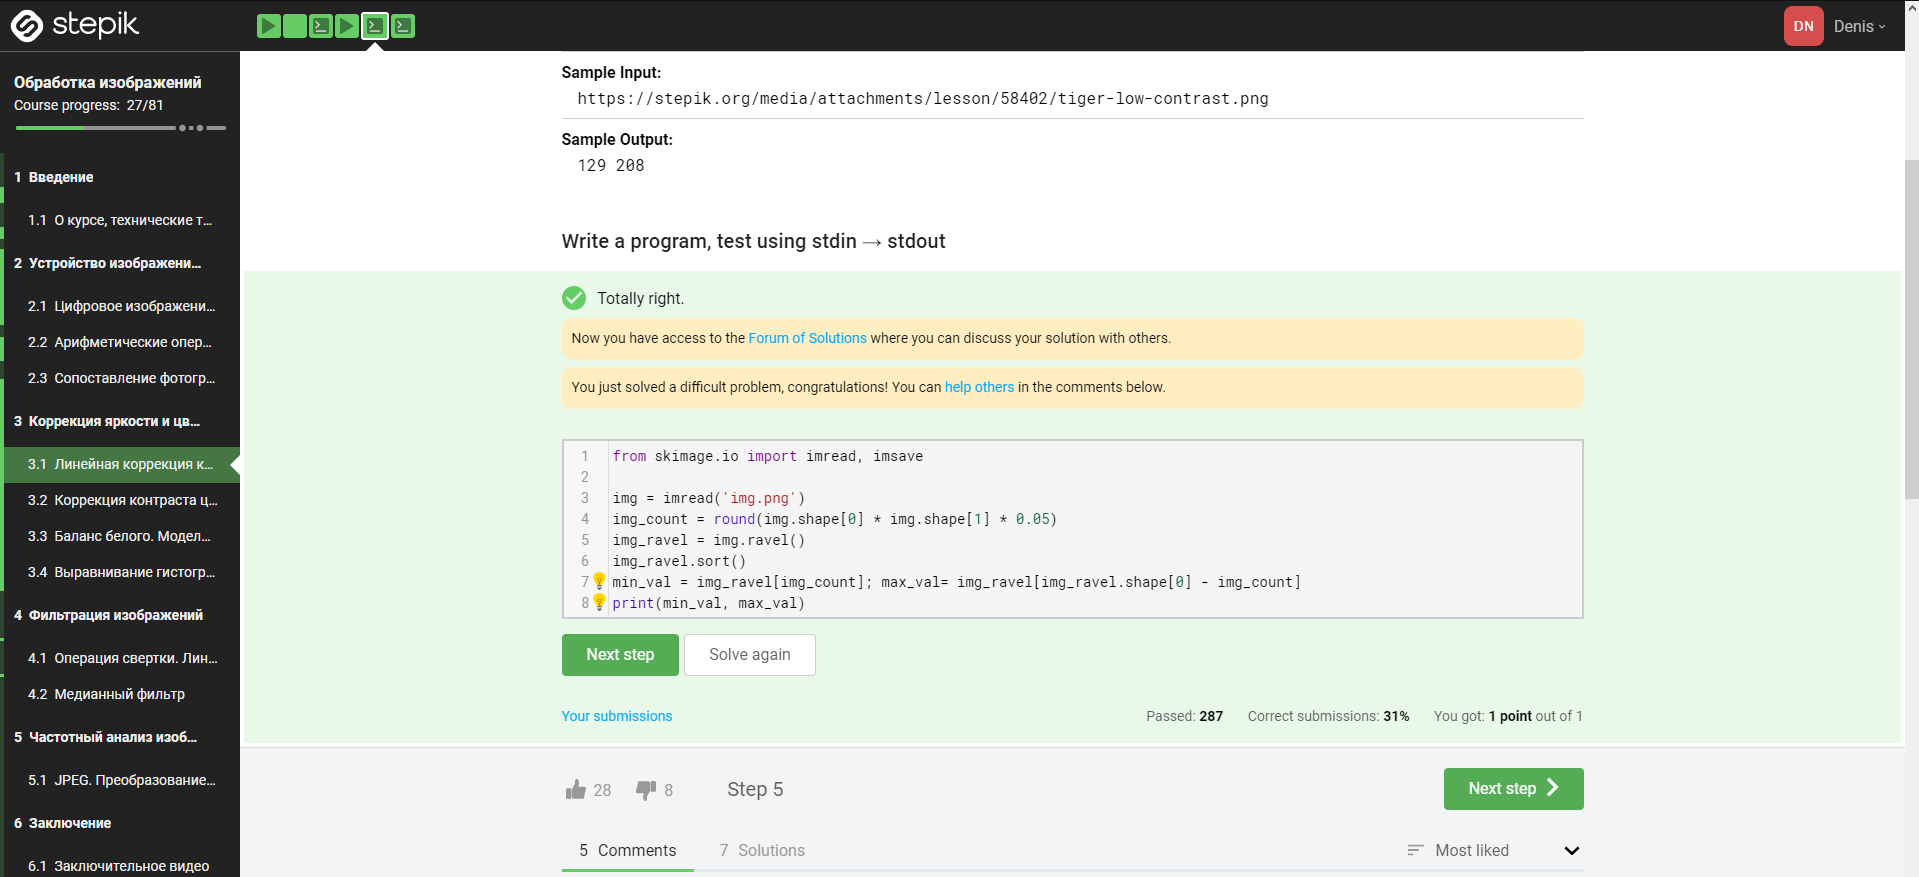 stepik
DN Denis
Обработка изображений
Course progress: 27/81
1 Введение
1.1 О курсе, технические т...
2 Устройство изображени...
2.1 Цифровое изображени...
2.2 Арифметические опер...
2.3 Сопоставление фотогр...
3 Коррекция яркости и цв...
3.1 Линейная коррекция к...
3.2 Коррекция контраста ц...
3.3 Баланс белого. Модел...
3.4 Выравнивание гистогр...
4 Фильтрация изображений
4.1 Операция свертки. Лин...
4.2 Медианный фильтр
5 Частотный анализ изоб...
5.1 JPEG. Преобразование...
6 Заключение
6.1 Заключительное видео
Sample Input:
https://stepik.org/media/attachments/lesson/58402/tiger-low-contrast.png
Sample Output:
129 208
Write a program, test using stdin → stdout
Totally right.
Now you have access to the Forum of Solutions where you can discuss your solution with others.
You just solved a difficult problem, congratulations! You can help others in the comments below.
1 from skimage.io import imread, imsave
2
3 img = imread('img.png')
4 img_count = round(img.shape[0] * img.shape[1] * 0.05)
5 img_ravel = img.ravel()
6 img_ravel.sort()
7 min_val = img_ravel[img_count]; max_val= img_ravel[img_ravel.shape[0] - img_count]
8 print(min_val, max_val)
Next step Solve again
Your submissions Passed: 287 Correct submissions: 31% You got: 1 point out of 1
28 8 Step 5 Next step
5 Comments 7 Solutions Most liked